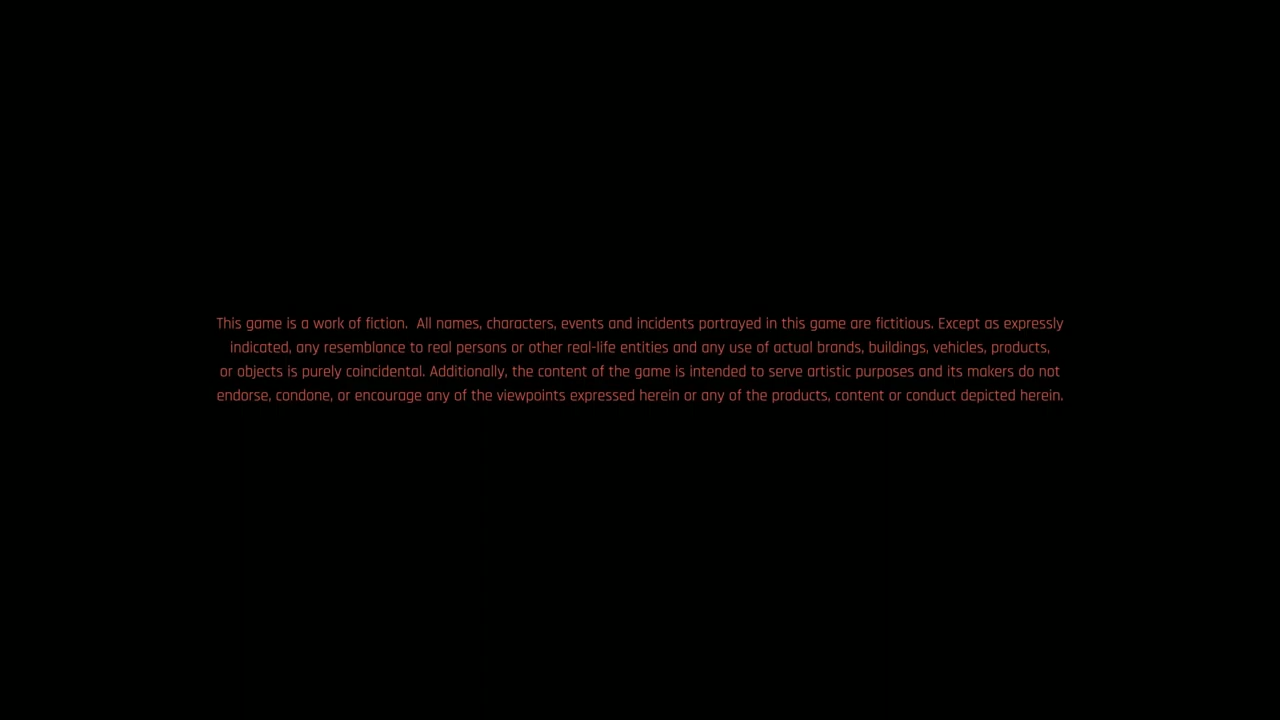 This game is a work of fiction.  All names, characters, events and incidents portrayed in this game are fictitious. Except as expressly
indicated, any resemblance to real persons or other real-life entities and any use of actual brands, buildings, vehicles, products,
or objects is purely coincidental. Additionally, the content of the game is intended to serve artistic purposes and its makers do not
endorse, condone, or encourage any of the viewpoints expressed herein or any of the products, content or conduct depicted herein.